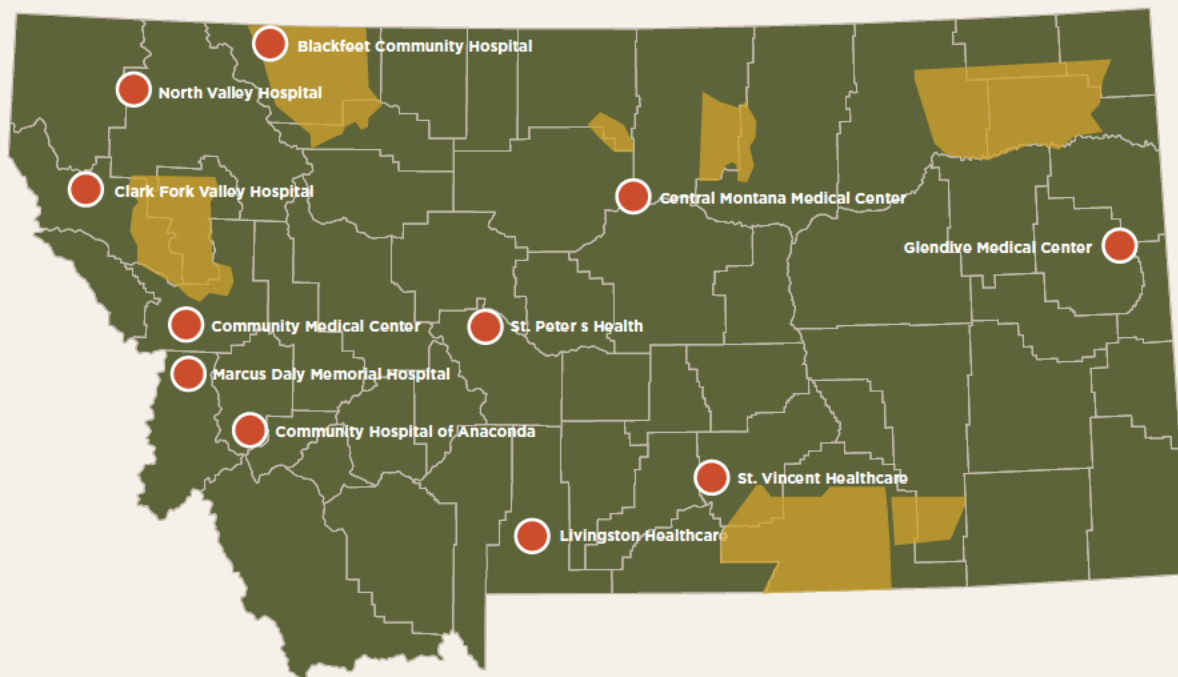 Blackfeet Community Hospital
North Valley Hospital
Clark Fork Valley Hospital
Central Montana Medical Center
Glendive Medical Center
Community Medical Center
St. Peter s Health
Marcus Daly Memorial Hospital
Community Hospital of Anaconda
St. Vincent Healthcare
Livingston Healthcare